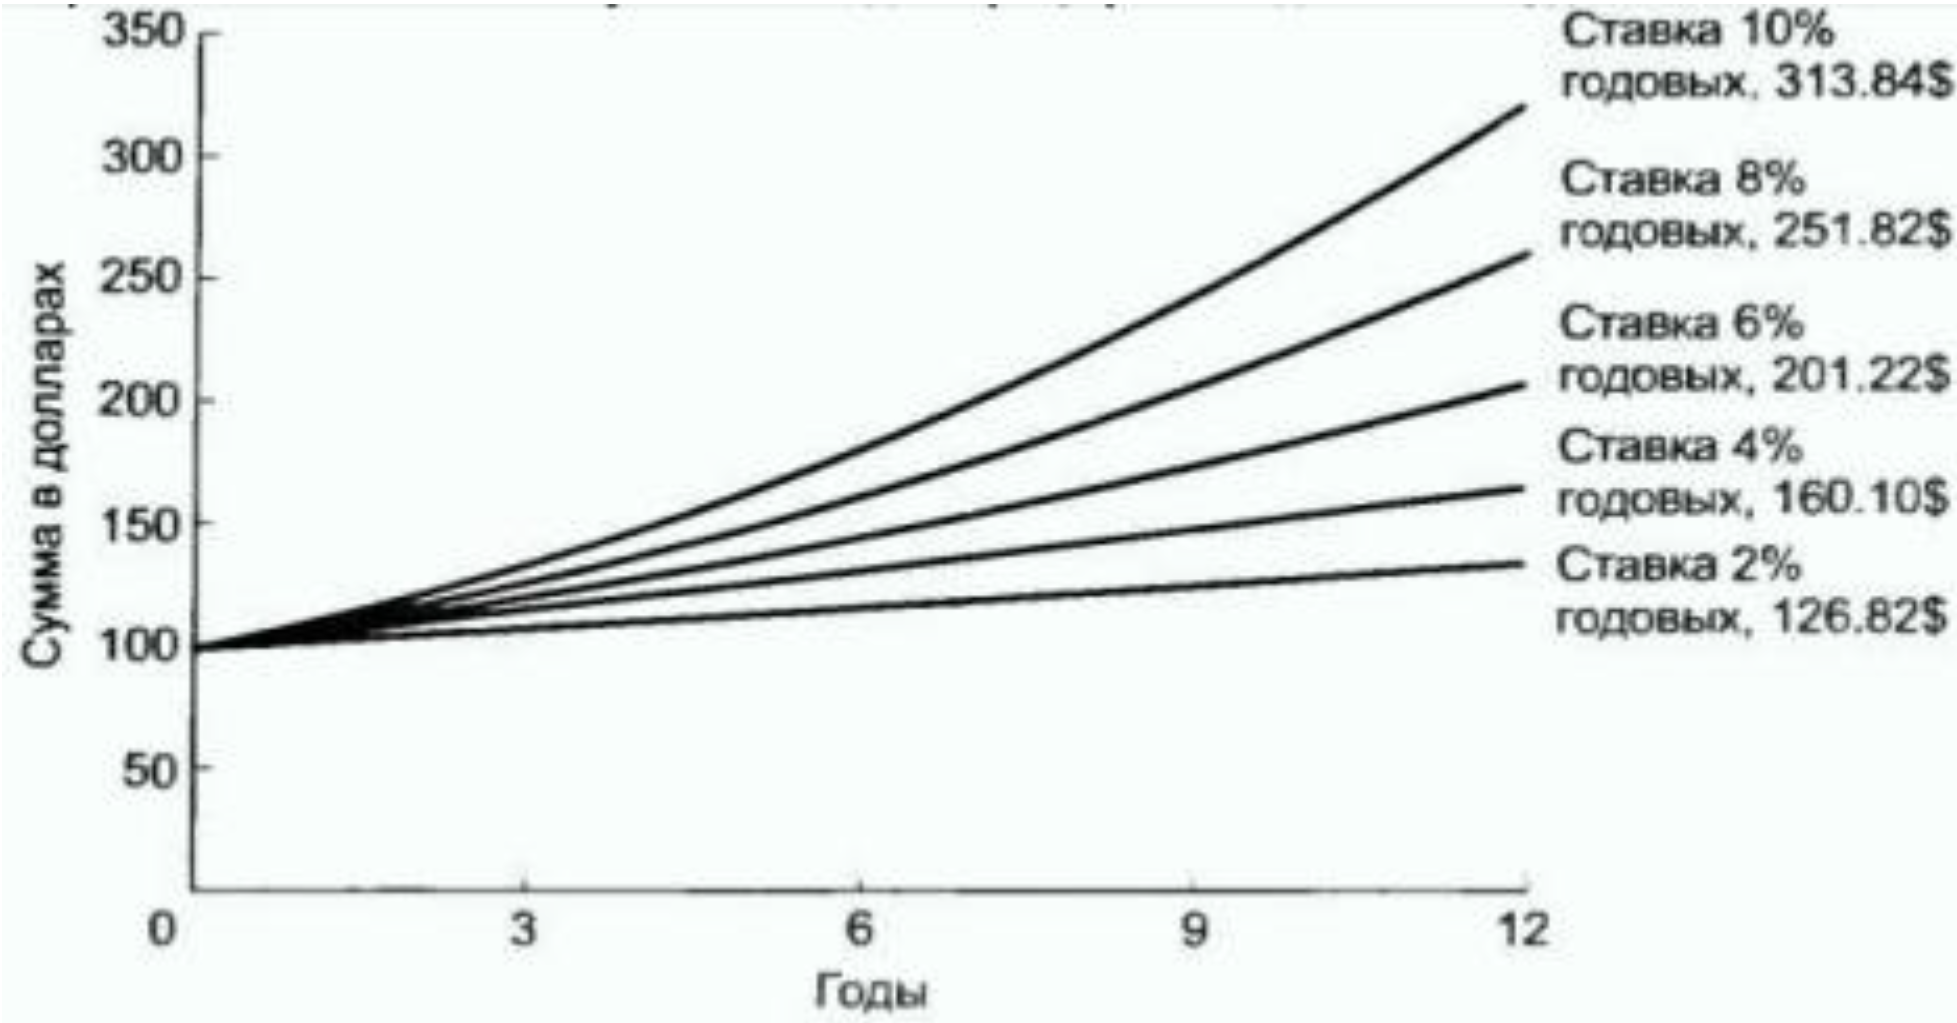 350
300
250
200
150
100
50
0
3
6
9
12
Сумма в долларах
Годы
Ставка 10%
годовых, 313.84$
Ставка 8%
годовых, 251.82$
Ставка 6%
годовых, 201.22$
Ставка 4%
годовых, 160.10$
Ставка 2%
годовых, 126.82$